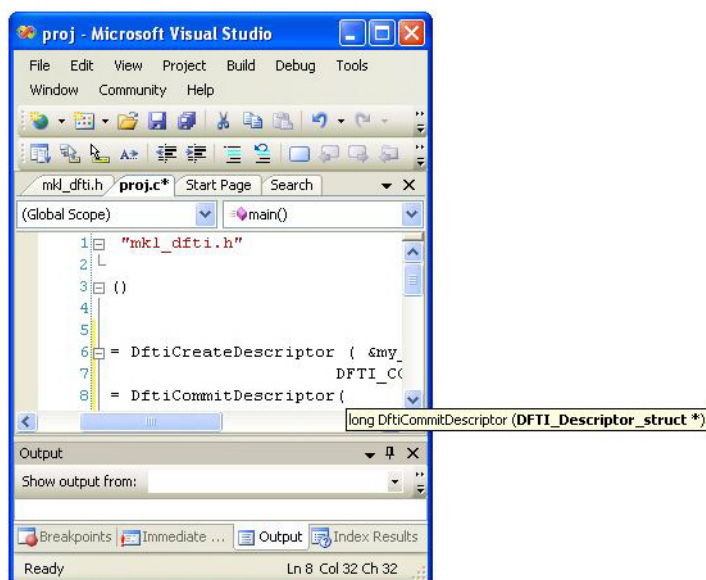 proj - Microsoft Visual Studio
File Edit View Project Build Debug Tools
Window Community Help
mkl_dfti.h proj.c* Start Page Search
(Global Scope) main()
1 "mkl_dfti.h"
2
3 ()
4
5
6 = DftiCreateDescriptor ( &my_
7 DFTI_CO
8 = DftiCommitDescriptor(
long DftiCommitDescriptor (DFTI_Descriptor_struct *)
Output
Show output from:
Breakpoints Immediate ... Output Index Results
Ready Ln 8 Col 32 Ch 32